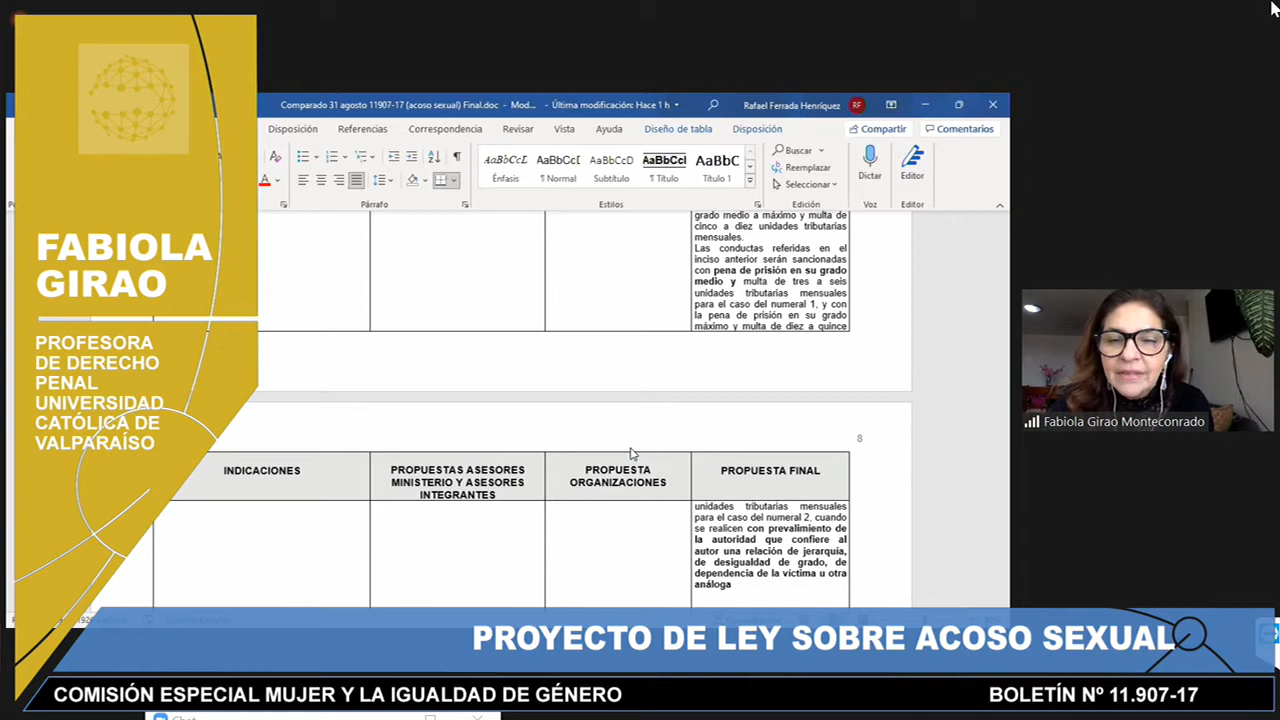 FABIOLA
GIRAO
PROFESORA
DE DERECHO
PENAL
UNIVERSIDAD
CATÓLICA DE
VALPARAÍSO
Comparado 31 agosto 11907-17 (acoso sexual) Final.doc - Mod... - Última modificación: Hace 1 h
Rafael Ferrada Henríquez RF
Disposición Referencias Correspondencia Revisar Vista Ayuda Diseño de tabla Disposición Compartir Comentarios
AaBbCcL AaBbCcI AaBbCcD AaBbCcI AaBbC
Énfasis ¶ Normal Subtítulo ¶ Título Título 1
Buscar
Reemplazar
Seleccionar
Dictar Editor
Párrafo Estilos Edición Voz Editor
grado medio a máximo y multa de
cinco a diez unidades tributarias
mensuales.
Las conductas referidas en el
inciso anterior serán sancionadas
con pena de prisión en su grado
medio y multa de tres a seis
unidades tributarias mensuales
para el caso del numeral 1, y con
la pena de prisión en su grado
máximo y multa de diez a quince
8
INDICACIONES
PROPUESTAS ASESORES
MINISTERIO Y ASESORES
INTEGRANTES
PROPUESTA
ORGANIZACIONES
PROPUESTA FINAL
unidades tributarias mensuales
para el caso del numeral 2, cuando
se realicen con prevalimiento de
la autoridad que confiere al
autor una relación de jerarquía,
de desigualdad de grado, de
dependencia de la víctima u otra
análoga
Fabiola Girao Monteconrado
PROYECTO DE LEY SOBRE ACOSO SEXUAL
COMISIÓN ESPECIAL MUJER Y LA IGUALDAD DE GÉNERO
BOLETÍN Nº 11.907-17